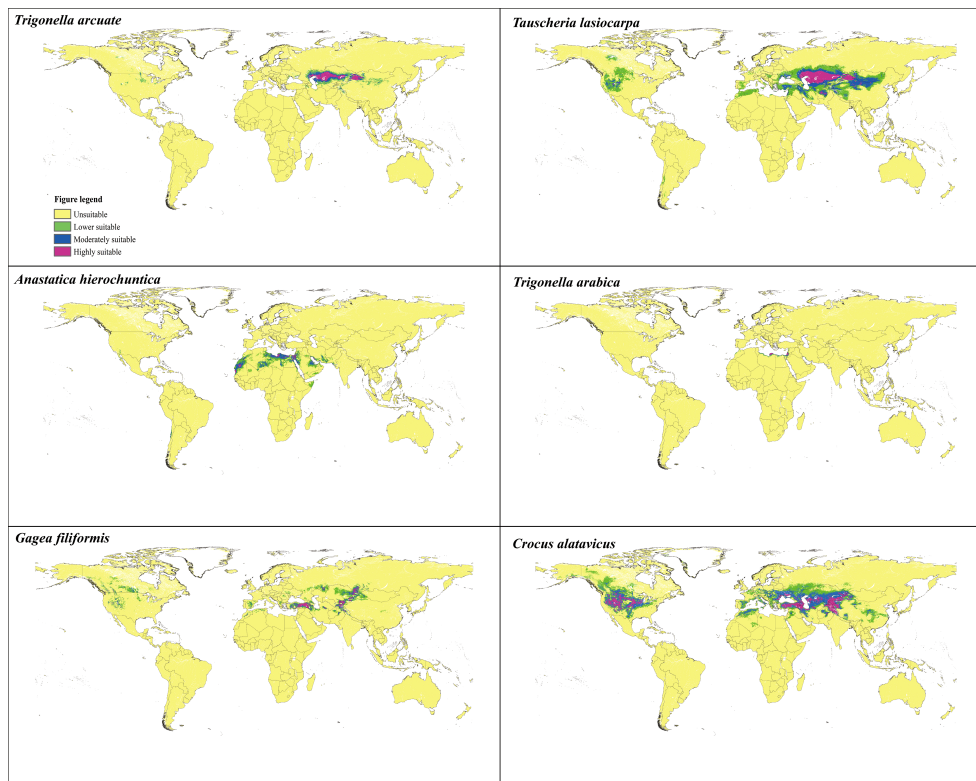 Trigonella arcuate
Tauscheria lasiocarpa
Figure legend
Unsuitable
Lower suitable
Moderately suitable
Highly suitable
Anastatica hierochuntica
Trigonella arabica
Gagea filiformis
Crocus alatavicus